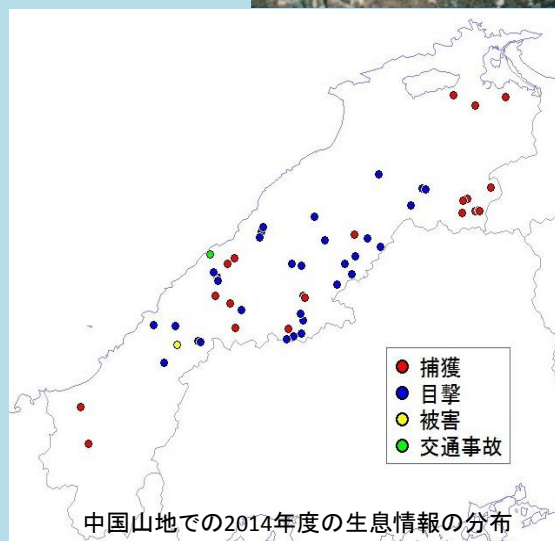 捕獲
目撃
被害
交通事故
中国山地での2014年度の生息情報の分布